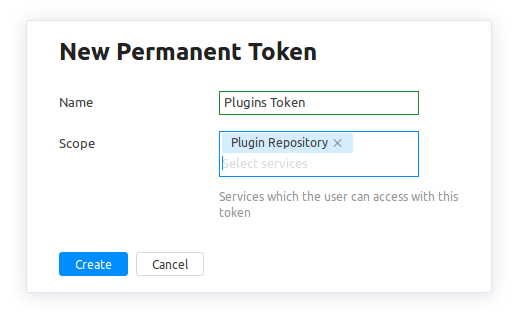 New Permanent Token
Name
Plugins Token
Scope
Plugin Repository
Select services
Services which the user can access with this
token
Create
Cancel